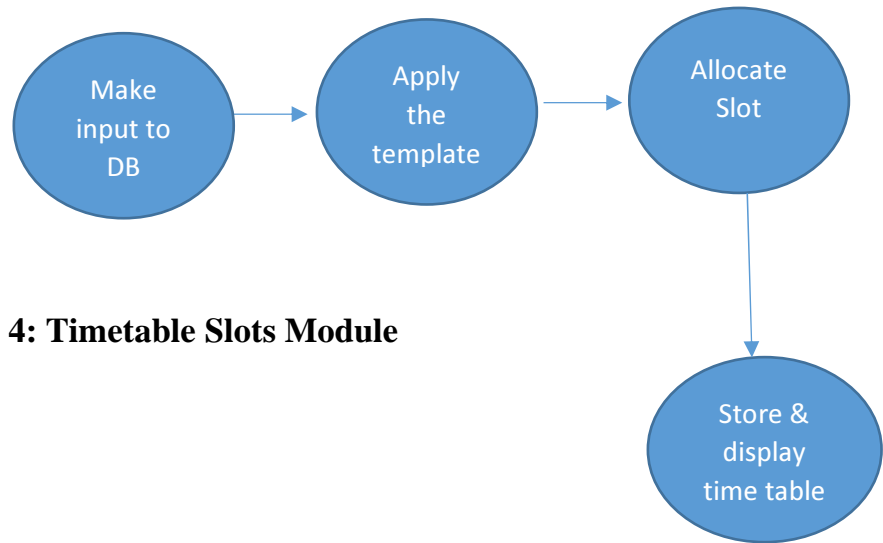 Make
input to
DB
Apply
the
template
Allocate
Slot
4: Timetable Slots Module
Store &
display
time table